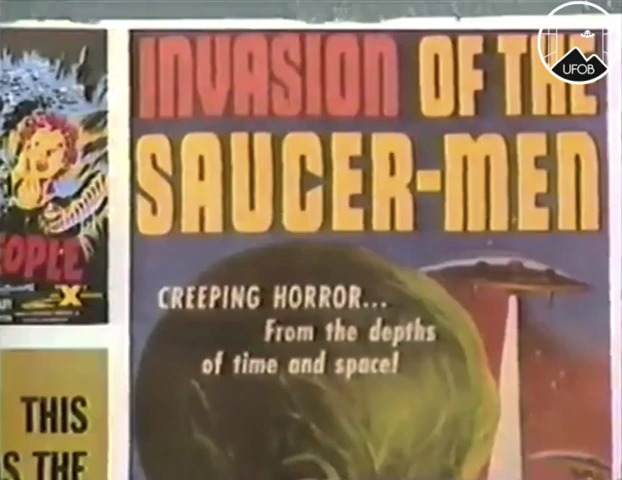 INVASION OF THE
SAUCER-MEN
CREEPING HORROR...
From the depths
of time and space!
OPLE
X
THIS
S THE
UFOB